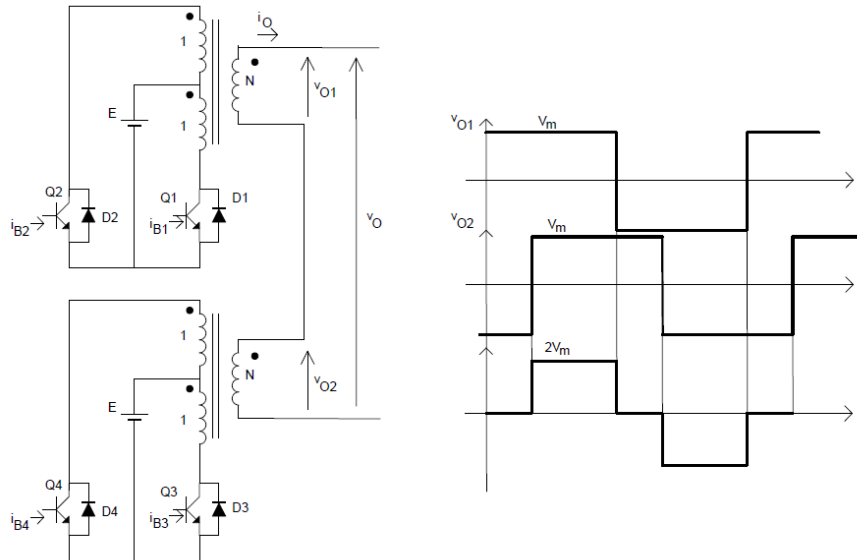 iO
1
N
vO1
E
1
Q2
Q1
D1
D2
iB2
iB1
vO
1
N
vO2
E
1
Q4
Q3
D4
D3
iB4
iB3
vO1
Vm
vO2
Vm
2Vm